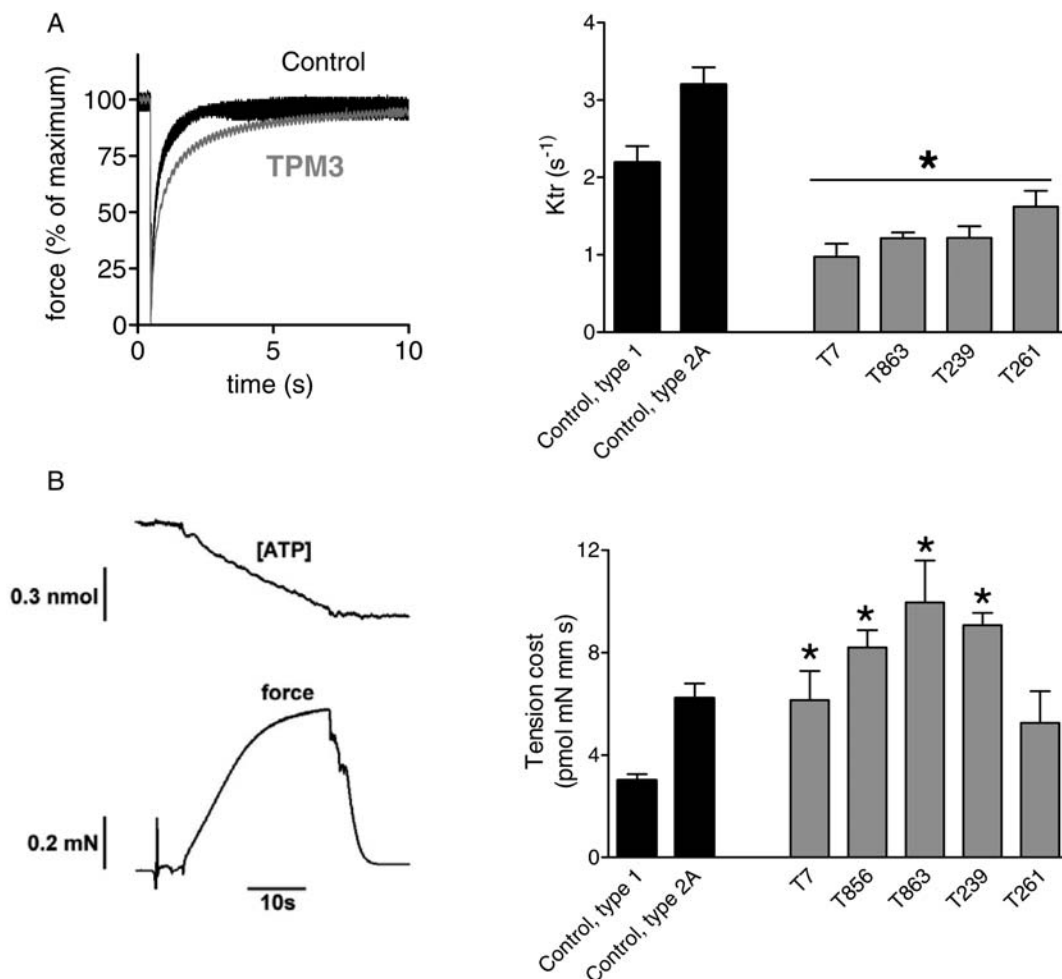 A
force (% of maximum)
100
75
50
25
0
Control
TPM3
0 5 10
time (s)
Ktr (s⁻¹)
4
3
2
1
0
*
Control, type 1
Control, type 2A
T7
T863
T239
T261
B
[ATP]
0.3 nmol
force
0.2 mN
10s
Tension cost
(pmol mN mm s)
12
8
4
0
*
*
*
*
Control, type 1
Control, type 2A
T7
T856
T863
T239
T261